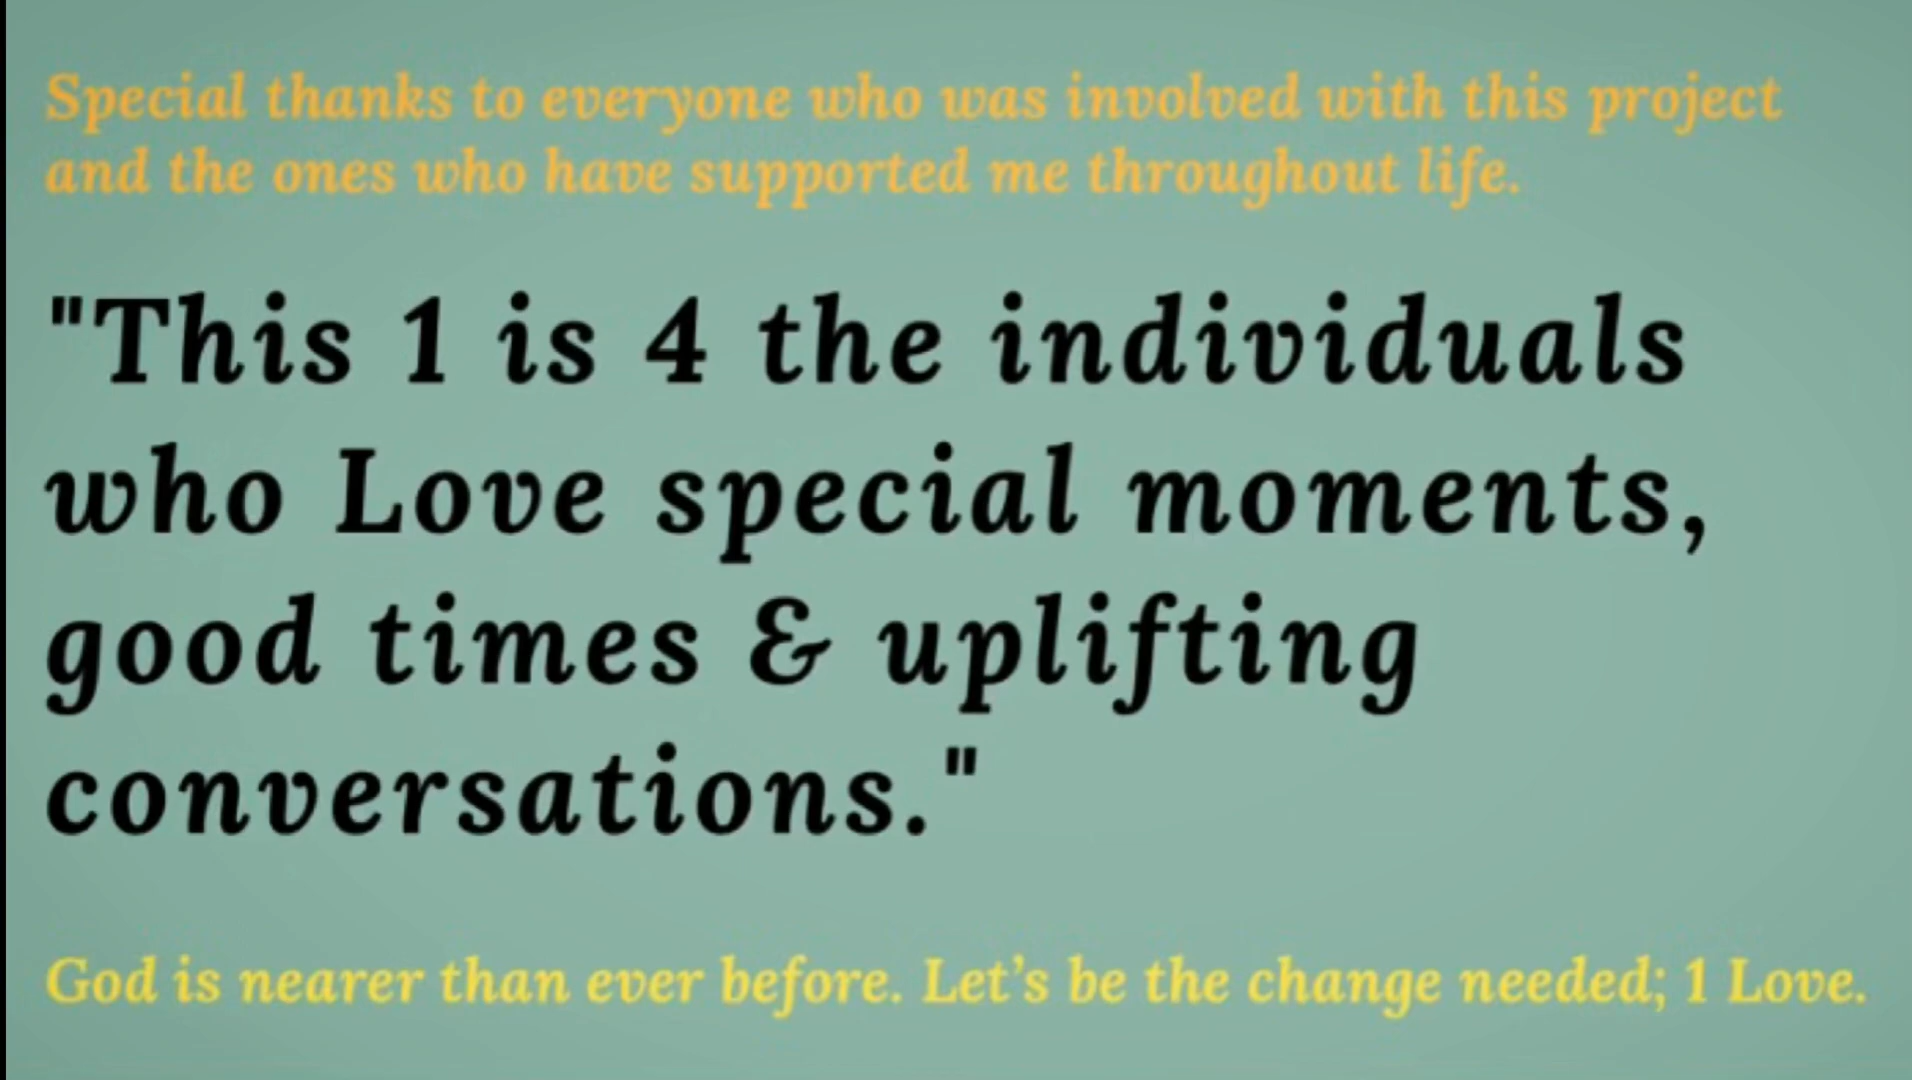 Special thanks to everyone who was involved with this project
and the ones who have supported me throughout life.
"This 1 is 4 the individuals
who Love special moments,
good times & uplifting
conversations."
God is nearer than ever before. Let’s be the change needed; 1 Love.